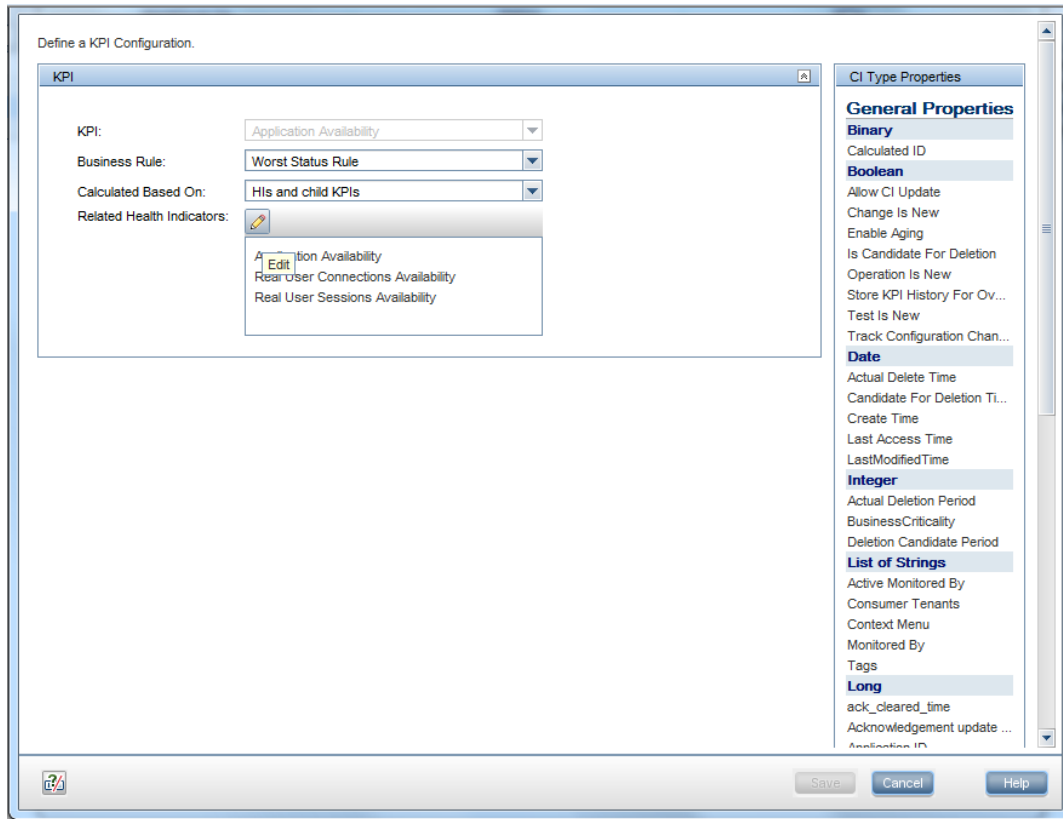 Define a KPI Configuration.
KPI
KPI:
Application Availability
Business Rule:
Worst Status Rule
Calculated Based On:
HIs and child KPIs
Related Health Indicators:
Availability
Edit
Connections Availability
Real User Sessions Availability
CI Type Properties
General Properties
Binary
Calculated ID
Boolean
Allow CI Update
Change Is New
Enable Aging
Is Candidate For Deletion
Operation Is New
Store KPI History For Ov...
Test Is New
Track Configuration Chan...
Date
Actual Delete Time
Candidate For Deletion Ti...
Create Time
Last Access Time
LastModifiedTime
Integer
Actual Deletion Period
BusinessCriticality
Deletion Candidate Period
List of Strings
Active Monitored By
Consumer Tenants
Context Menu
Monitored By
Tags
Long
ack_cleared_time
Acknowledgement update ...
Application ID
Save
Cancel
Help